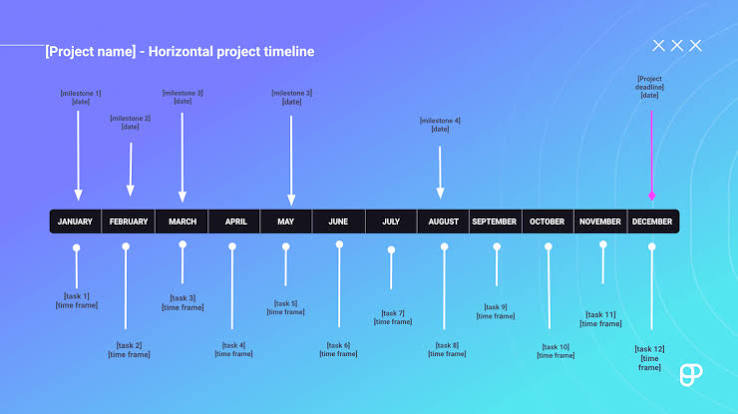 [Project name] - Horizontal project timeline
[milestone 1]
[date]
[milestone 2]
[date]
[milestone 3]
[date]
[milestone 3]
[date]
[milestone 4]
[date]
[Project
deadline]
[date]
JANUARY
FEBRUARY
MARCH
APRIL
MAY
JUNE
JULY
AUGUST
SEPTEMBER
OCTOBER
NOVEMBER
DECEMBER
[task 1]
[time frame]
[task 2]
[time frame]
[task 3]
[time frame]
[task 4]
[time frame]
[task 5]
[time frame]
[task 6]
[time frame]
[task 7]
[time frame]
[task 8]
[time frame]
[task 9]
[time frame]
[task 10]
[time frame]
[task 11]
[time frame]
[task 12]
[time
frame]